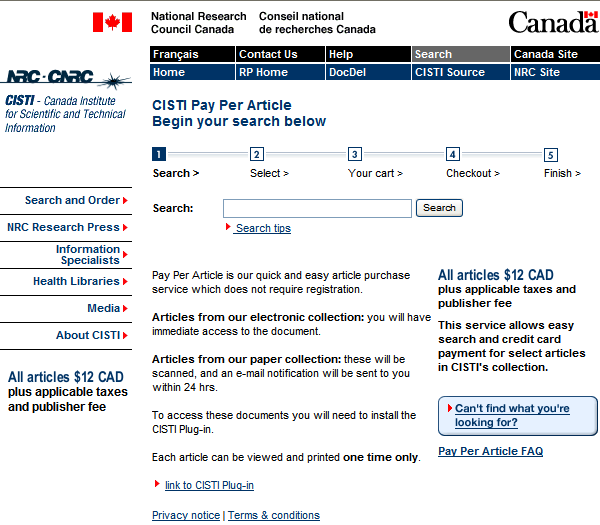 National Research
Council Canada
Conseil national
de recherches Canada
Canada
Français
Contact Us
Help
Search
Canada Site
Home
RP Home
DocDel
CISTI Source
NRC Site
NRC·CNRC
CISTI - Canada Institute
for Scientific and Technical
Information
Search and Order
NRC Research Press
Information
Specialists
Health Libraries
Media
About CISTI
All articles $12 CAD
plus applicable taxes
and publisher fee
CISTI Pay Per Article
Begin your search below
1
2
3
4
5
Search >
Select >
Your cart >
Checkout >
Finish >
Search:
Search
Search tips
Pay Per Article is our quick and easy article purchase
service which does not require registration.
Articles from our electronic collection: you will have
immediate access to the document.
Articles from our paper collection: these will be
scanned, and an e-mail notification will be sent to you
within 24 hrs.
To access these documents you will need to install the
CISTI Plug-in.
Each article can be viewed and printed one time only.
link to CISTI Plug-in
Privacy notice | Terms & conditions
All articles $12 CAD
plus applicable taxes and
publisher fee
This service allows easy
search and credit card
payment for select articles
in CISTI's collection.
Can't find what you're
looking for?
Pay Per Article FAQ